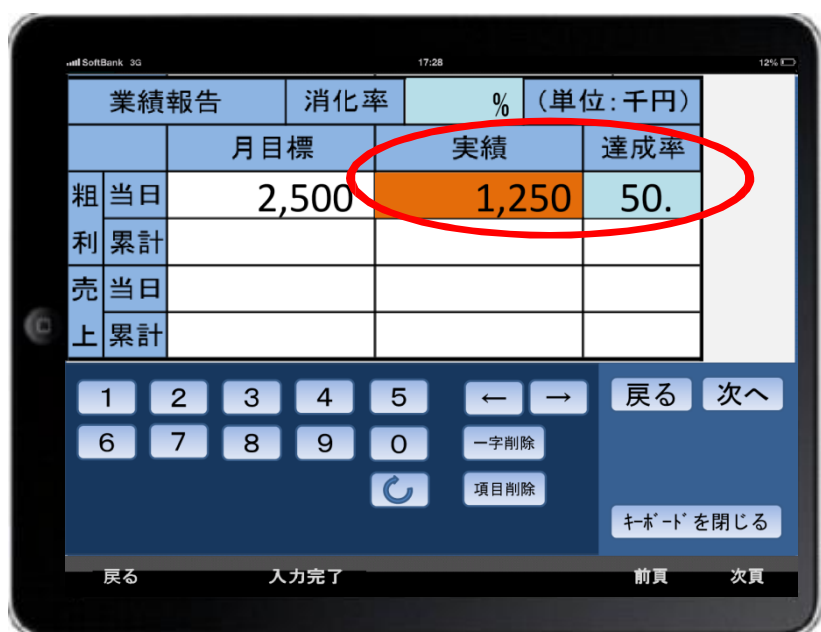 SoftBank 3G 17:28 12%
業績報告 消化率 % (単位:千円)
月目標 実績 達成率
粗利 当日 2,500 1,250 50.
累計
売上 当日
累計
1 2 3 4 5 ← → 戻る 次へ
6 7 8 9 0 一字削除
項目削除
ｷｰﾎﾞｰﾄﾞを閉じる
戻る 入力完了 前頁 次頁